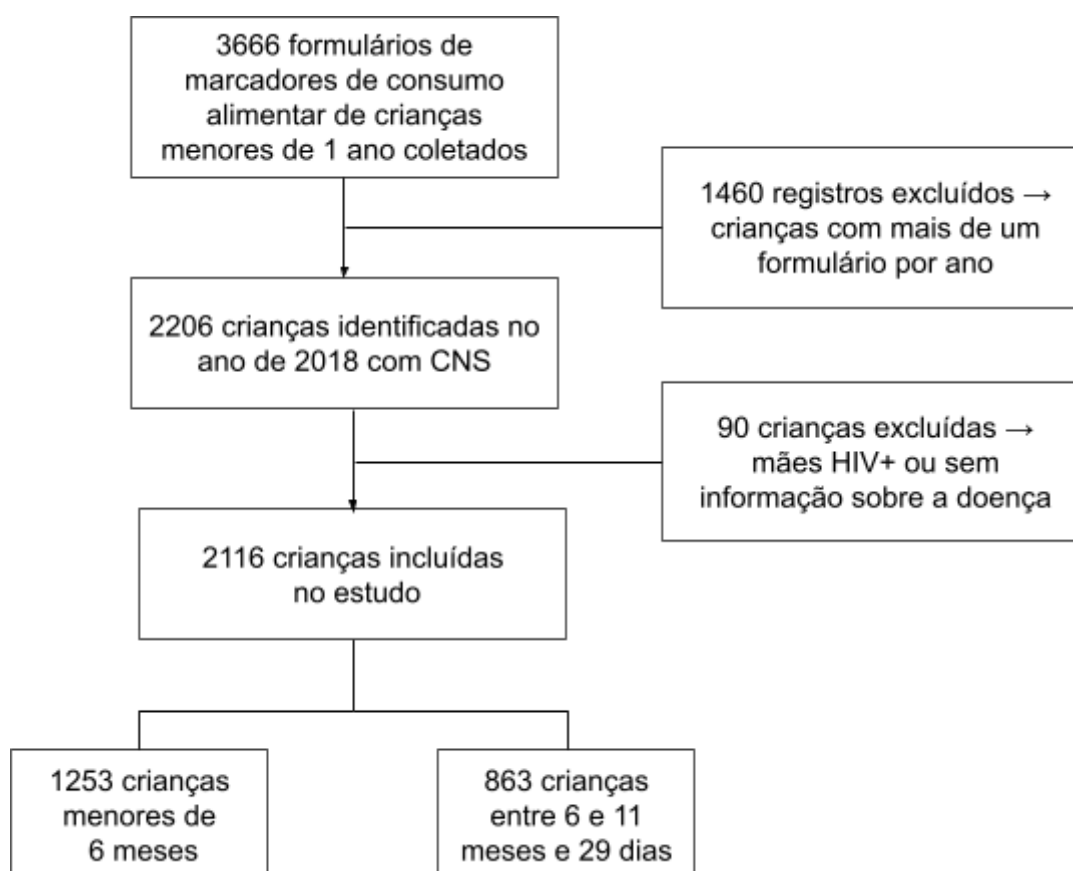 3666 formulários de
marcadores de consumo
alimentar de crianças
menores de 1 ano coletados
1460 registros excluídos →
crianças com mais de um
formulário por ano
2206 crianças identificadas no
ano de 2018 com CNS
90 crianças excluídas →
mães HIV+ ou sem
informação sobre a doença
2116 crianças incluídas
no estudo
1253 crianças
menores de
6 meses
863 crianças
entre 6 e 11
meses e 29 dias